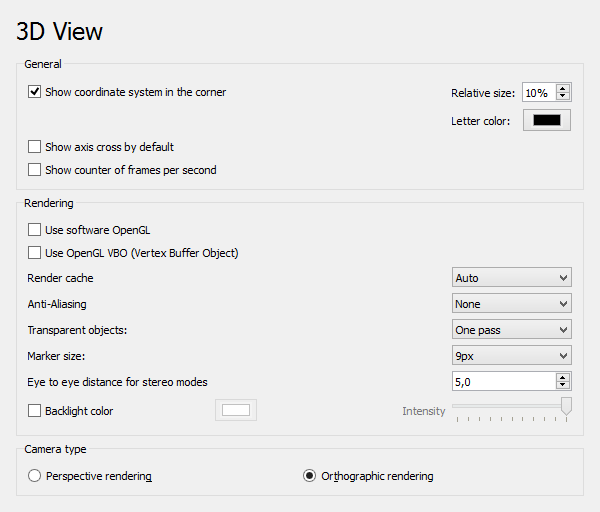 3D View
General
Show coordinate system in the corner
Relative size: 10%
Letter color:
Show axis cross by default
Show counter of frames per second
Rendering
Use software OpenGL
Use OpenGL VBO (Vertex Buffer Object)
Render cache Auto
Anti-Aliasing None
Transparent objects: One pass
Marker size: 9px
Eye to eye distance for stereo modes 5,0
Backlight color Intensity
Camera type
Perspective rendering Orthographic rendering